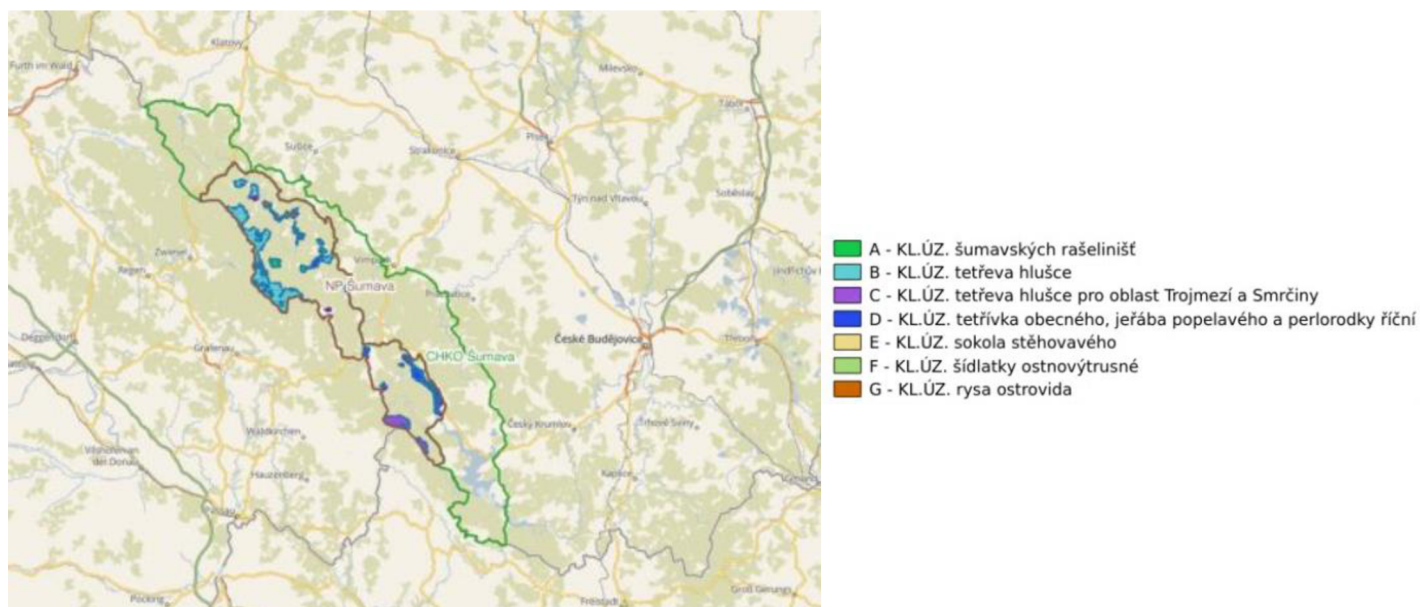 Klatovy
Furth im Wald
Milevsko
Tábor
Písek
Sušice
Strakonice
Soběslav
Týn nad Vltavou
Zwiesel
Regen
Vimperk
NP Šumava
Prachatice
Deggendorf
Grafenau
České Budějovice
Třeboň
CHKO Šumava
Český Krumlov
Trhové Sviny
Waldkirchen
Vilshofen an der Donau
Hauzenberg
Kaplice
Passau
Pocking
Freistadt
Groß Gerungs
A - KL.ÚZ. šumavských rašelinišť
B - KL.ÚZ. tetřeva hlušce
C - KL.ÚZ. tetřeva hlušce pro oblast Trojmezí a Smrčiny
D - KL.ÚZ. tetřívka obecného, jeřába popelavého a perlorodky říční
E - KL.ÚZ. sokola stěhovavého
F - KL.ÚZ. šídlatky ostnovýtrusné
G - KL.ÚZ. rysa ostrovida